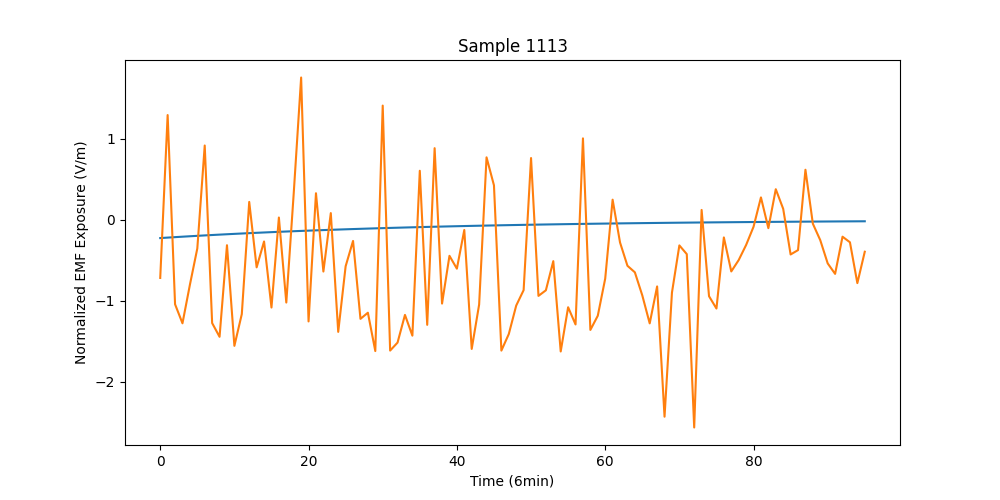 Sample 1113
Normalized EMF Exposure (V/m)
1
0
−1
−2
0 20 40 60 80
Time (6min)